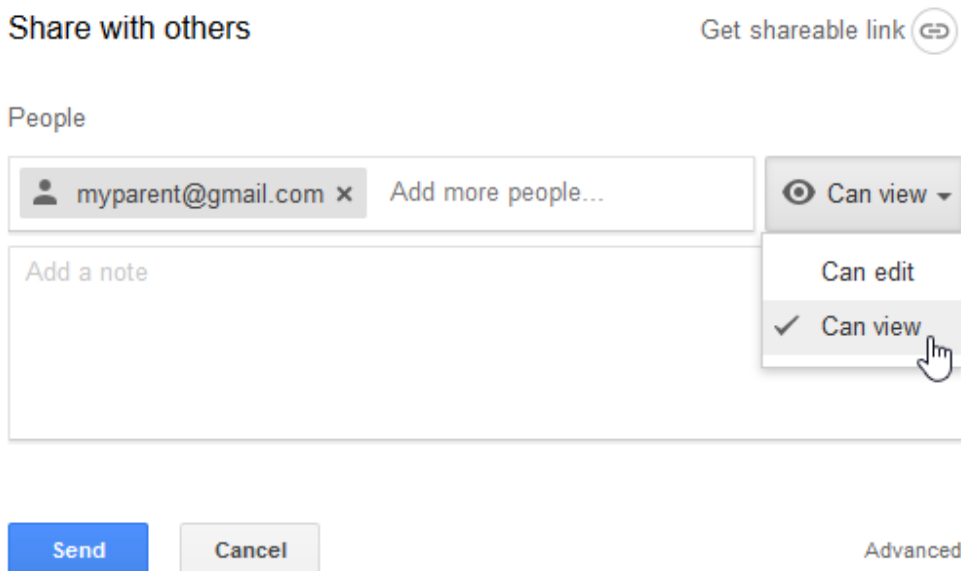 Share with others
Get shareable link
People
myparent@gmail.com × Add more people...
Can view
Add a note
Can edit
Can view
Send
Cancel
Advanced